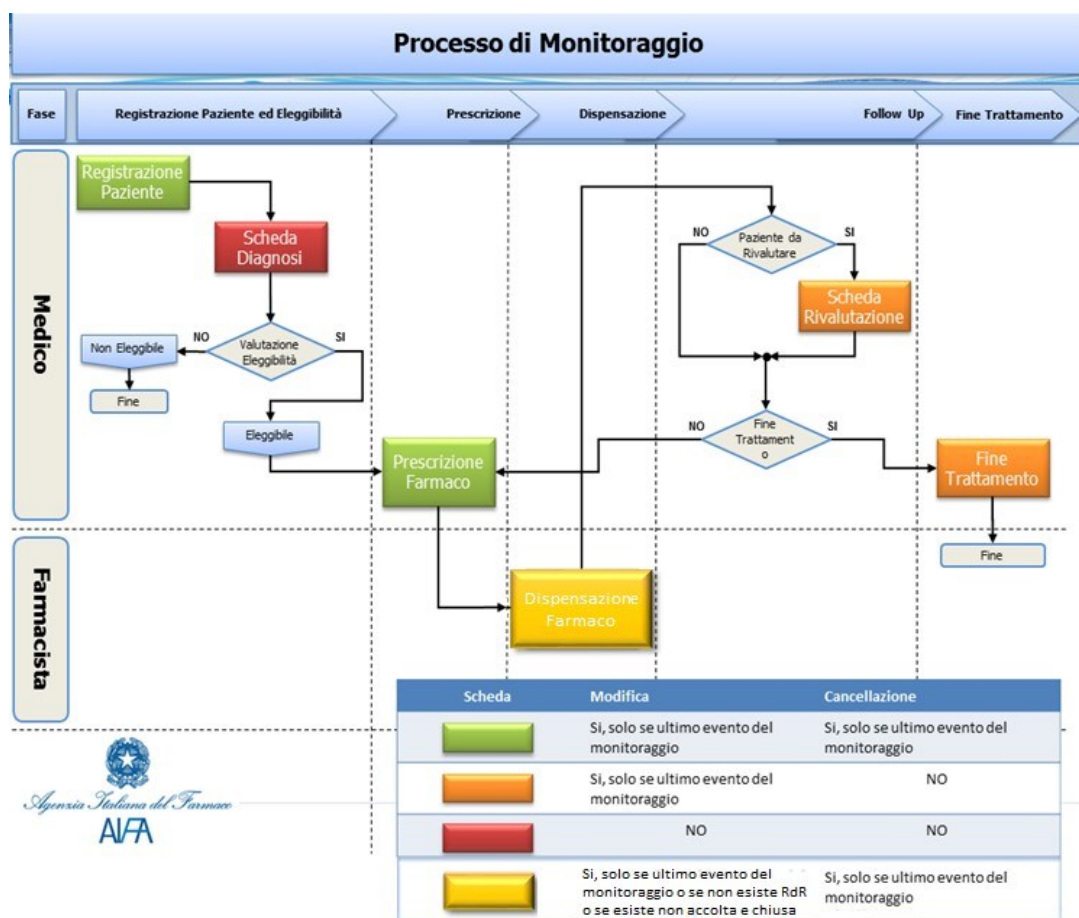 Processo di Monitoraggio
Fase
Registrazione Paziente ed Eleggibilità
Prescrizione
Dispensazione
Follow Up
Fine Trattamento
Medico
Registrazione
Paziente
Scheda
Diagnosi
NO
Valutazione
Eleggibilità
SI
Non Eleggibile
Fine
Eleggibile
Prescrizione
Farmaco
NO
Paziente da
Rivalutare
SI
Scheda
Rivalutazione
NO
Fine
Trattament
o
SI
Fine
Trattamento
Fine
Farmacista
Dispensazione
Farmaco
Scheda
Modifica
Cancellazione
Si, solo se ultimo evento del
monitoraggio
Si, solo se ultimo evento del
monitoraggio
Si, solo se ultimo evento del
monitoraggio
NO
NO
NO
Si, solo se ultimo evento del
monitoraggio o se non esiste RdR
o se esiste non accolta e chiusa
Si, solo se ultimo evento del
monitoraggio
Agenzia Italiana del Farmaco
AIFA